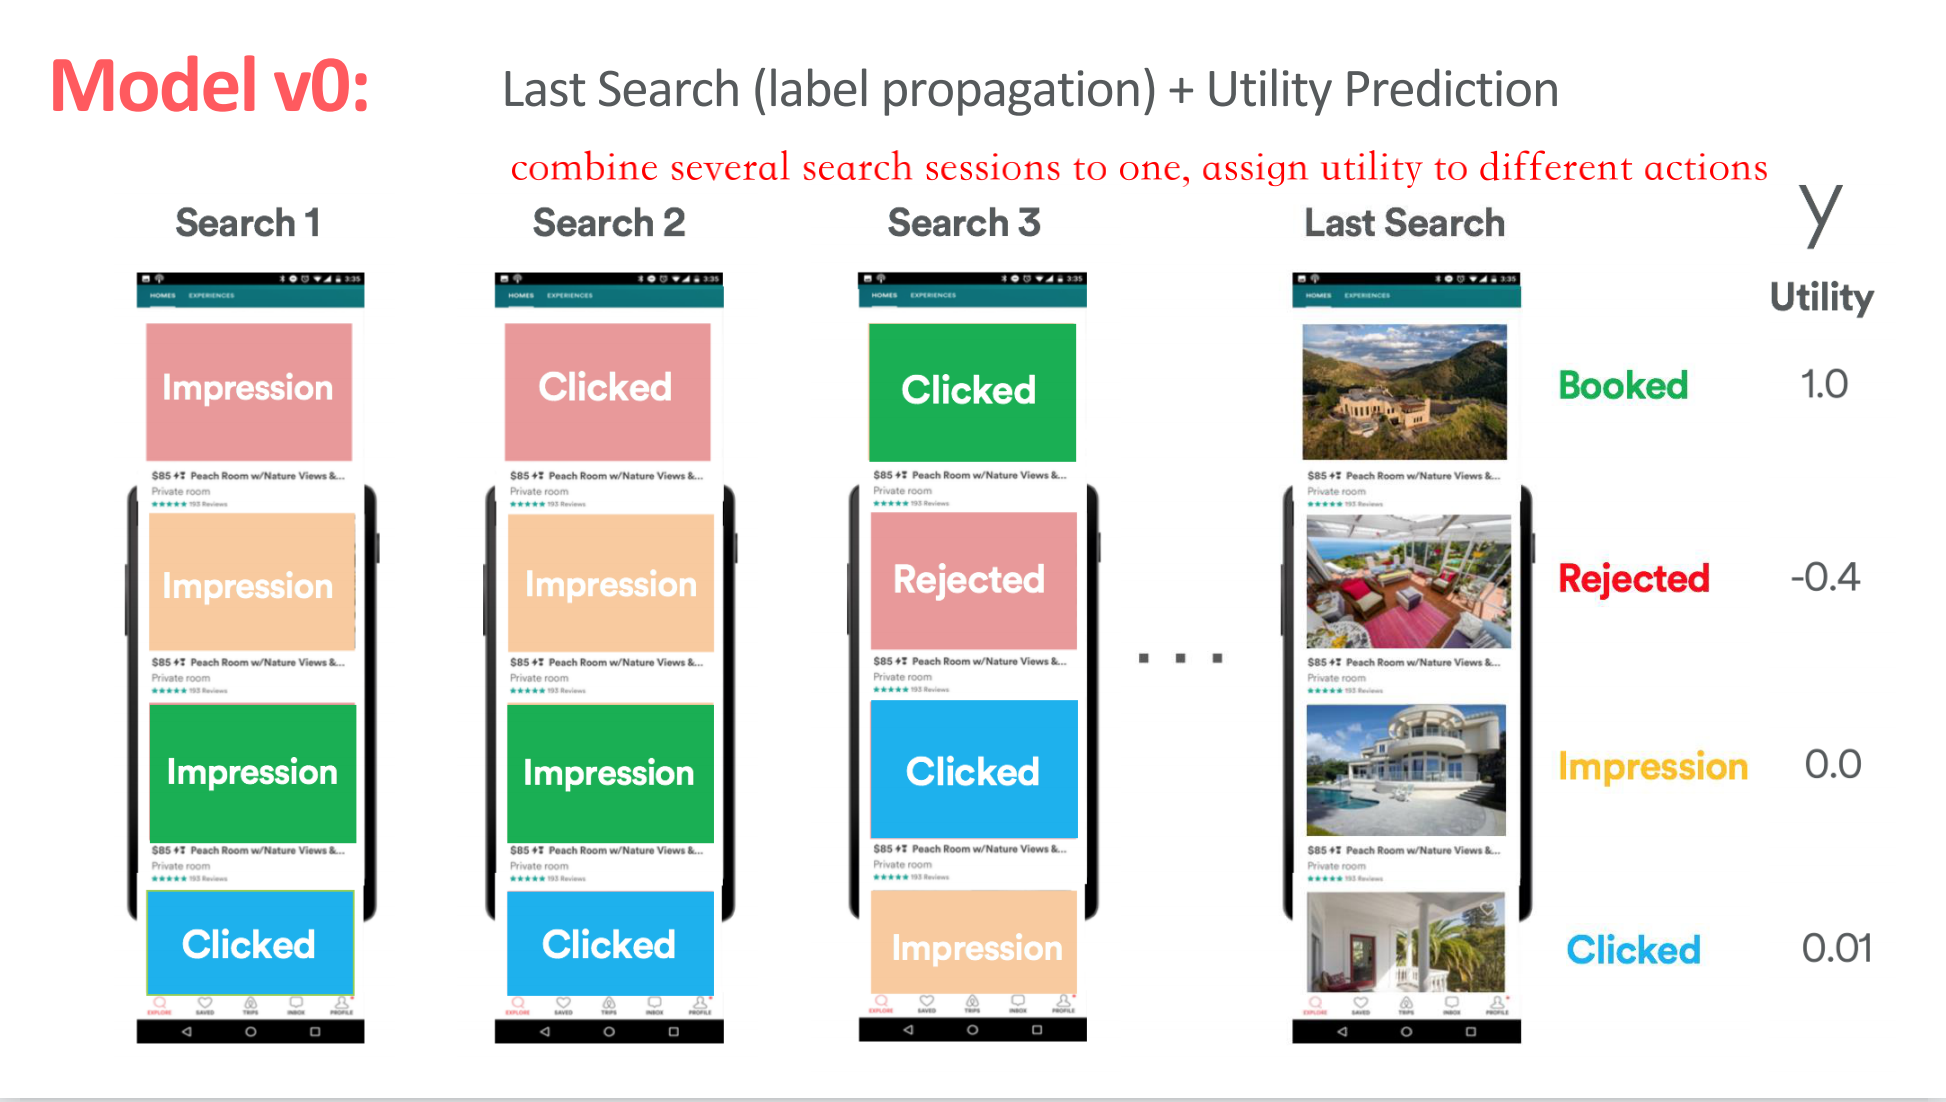 Model v0:
Last Search (label propagation) + Utility Prediction
combine several search sessions to one, assign utility to different actions
Search 1
Search 2
Search 3
Last Search
y
Utility
3:35
HOMES EXPERIENCES
Impression
$85 Peach Room w/Nature Views &...
Private room
193 Reviews
Impression
$85 Peach Room w/Nature Views &...
Private room
193 Reviews
Impression
$85 Peach Room w/Nature Views &...
Private room
193 Reviews
Clicked
EXPLORE SAVED TRIPS INBOX PROFILE
3:35
HOMES EXPERIENCES
Clicked
$85 Peach Room w/Nature Views &...
Private room
193 Reviews
Impression
$85 Peach Room w/Nature Views &...
Private room
193 Reviews
Impression
$85 Peach Room w/Nature Views &...
Private room
193 Reviews
Clicked
EXPLORE SAVED TRIPS INBOX PROFILE
3:35
HOMES EXPERIENCES
Clicked
$85 Peach Room w/Nature Views &...
Private room
193 Reviews
Rejected
$85 Peach Room w/Nature Views &...
Private room
193 Reviews
Clicked
$85 Peach Room w/Nature Views &...
Private room
193 Reviews
Impression
EXPLORE SAVED TRIPS INBOX PROFILE
. . .
3:35
HOMES EXPERIENCES
$85 Peach Room w/Nature Views &...
Private room
193 Reviews
$85 Peach Room w/Nature Views &...
Private room
193 Reviews
$85 Peach Room w/Nature Views &...
Private room
193 Reviews
EXPLORE SAVED TRIPS INBOX PROFILE
Booked 1.0
Rejected -0.4
Impression 0.0
Clicked 0.01